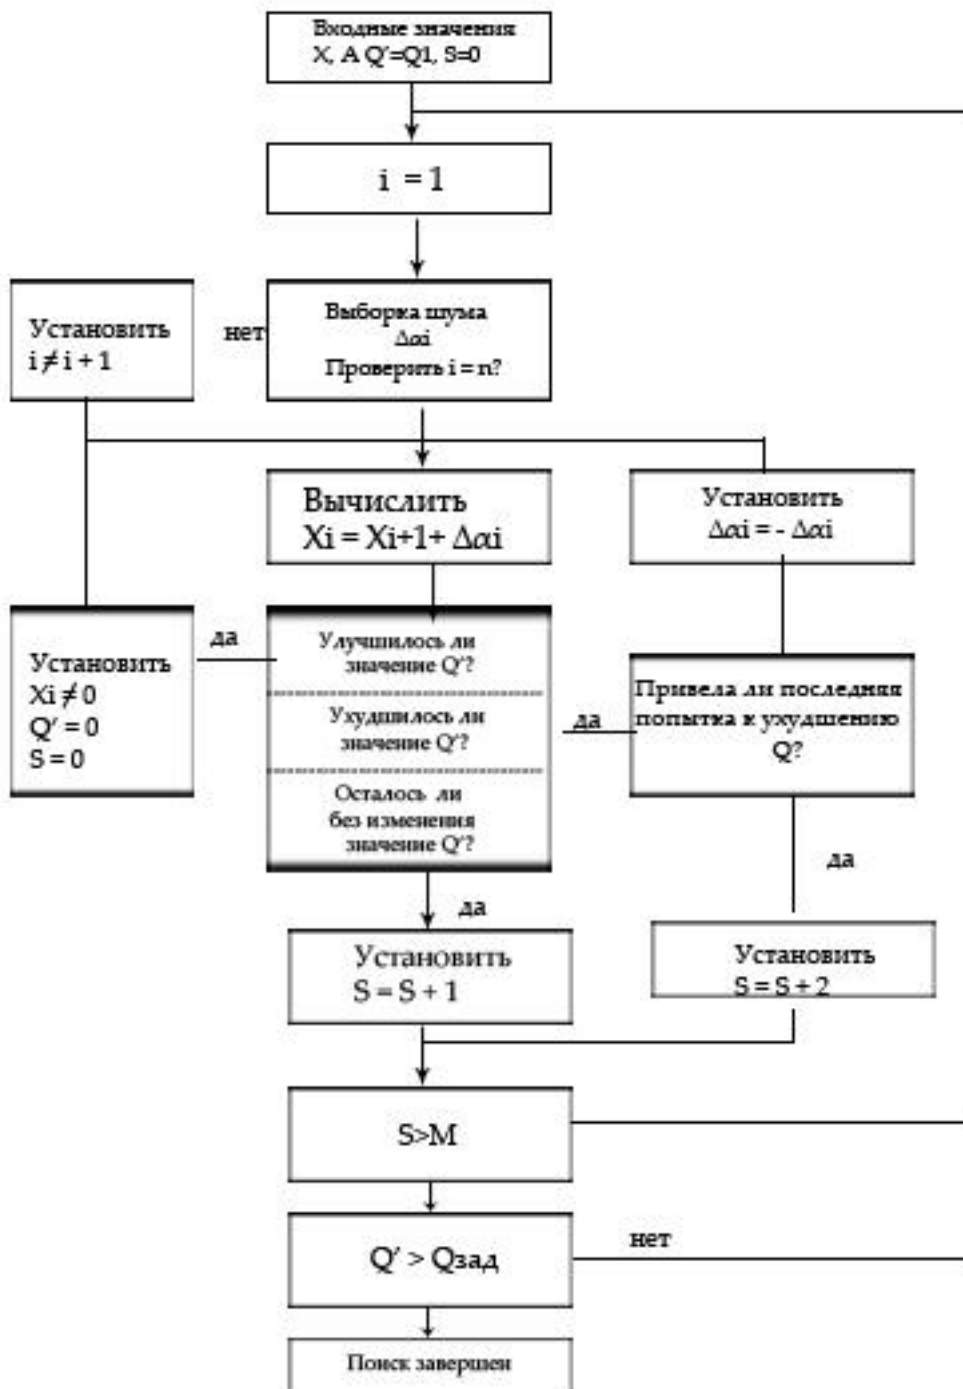 Входные значения
X, A Q'=Q1, S=0
i = 1
Установить
i ≠ i + 1
нет
Выборка шума
Δαi
Проверить i = n?
Вычислить
Xi = Xi+1+ Δαi
Установить
Δαi = - Δαi
Установить
Xi ≠ 0
Q' = 0
S = 0
да
Улучшилось ли
значение Q'?
Ухудшилось ли
значение Q'?
Осталось ли
без изменения
значение Q'?
да
Привела ли последняя
попытка к ухудшению
Q?
да
да
Установить
S = S + 1
Установить
S = S + 2
S>M
Q' > Qзад
нет
Поиск завершен